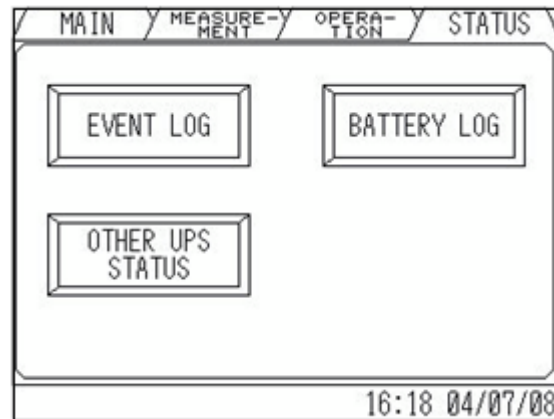 MAIN
MEASURE-
MENT
OPERA-
TION
STATUS
EVENT LOG
BATTERY LOG
OTHER UPS
STATUS
16:18 04/07/08